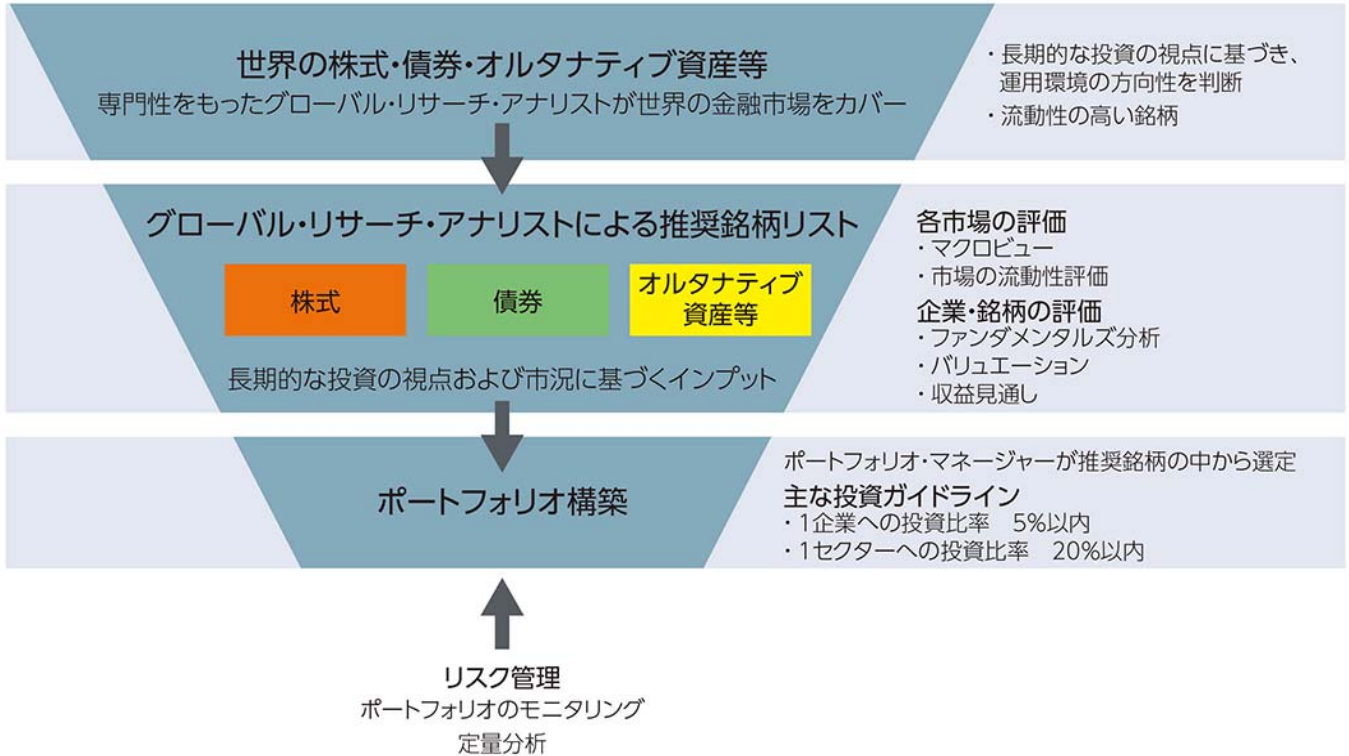 世界の株式・債券・オルタナティブ資産等
専門性をもったグローバル・リサーチ・アナリストが世界の金融市場をカバー
・長期的な投資の視点に基づき、
運用環境の方向性を判断
・流動性の高い銘柄
グローバル・リサーチ・アナリストによる推奨銘柄リスト
株式
債券
オルタナティブ
資産等
長期的な投資の視点および市況に基づくインプット
各市場の評価
・マクロビュー
・市場の流動性評価
企業・銘柄の評価
・ファンダメンタルズ分析
・バリュエーション
・収益見通し
ポートフォリオ構築
ポートフォリオ・マネージャーが推奨銘柄の中から選定
主な投資ガイドライン
・1企業への投資比率　5%以内
・1セクターへの投資比率　20%以内
リスク管理
ポートフォリオのモニタリング
定量分析